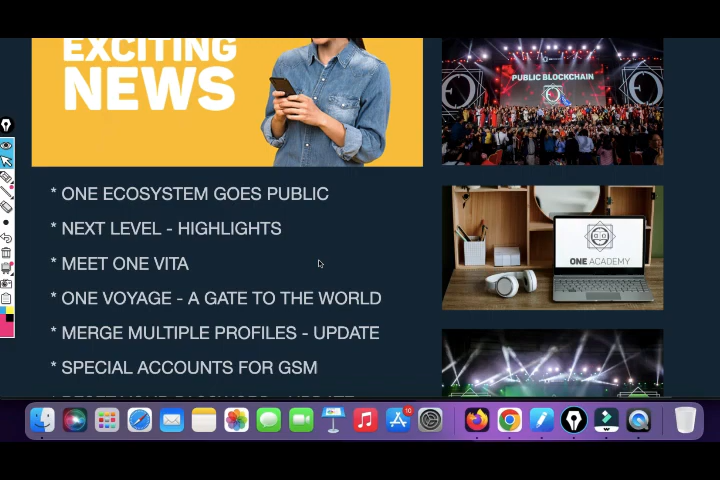 EXCITING
NEWS
* ONE ECOSYSTEM GOES PUBLIC
* NEXT LEVEL - HIGHLIGHTS
* MEET ONE VITA
* ONE VOYAGE - A GATE TO THE WORLD
* MERGE MULTIPLE PROFILES - UPDATE
* SPECIAL ACCOUNTS FOR GSM
PUBLIC BLOCKCHAIN
ONE ACADEMY
10